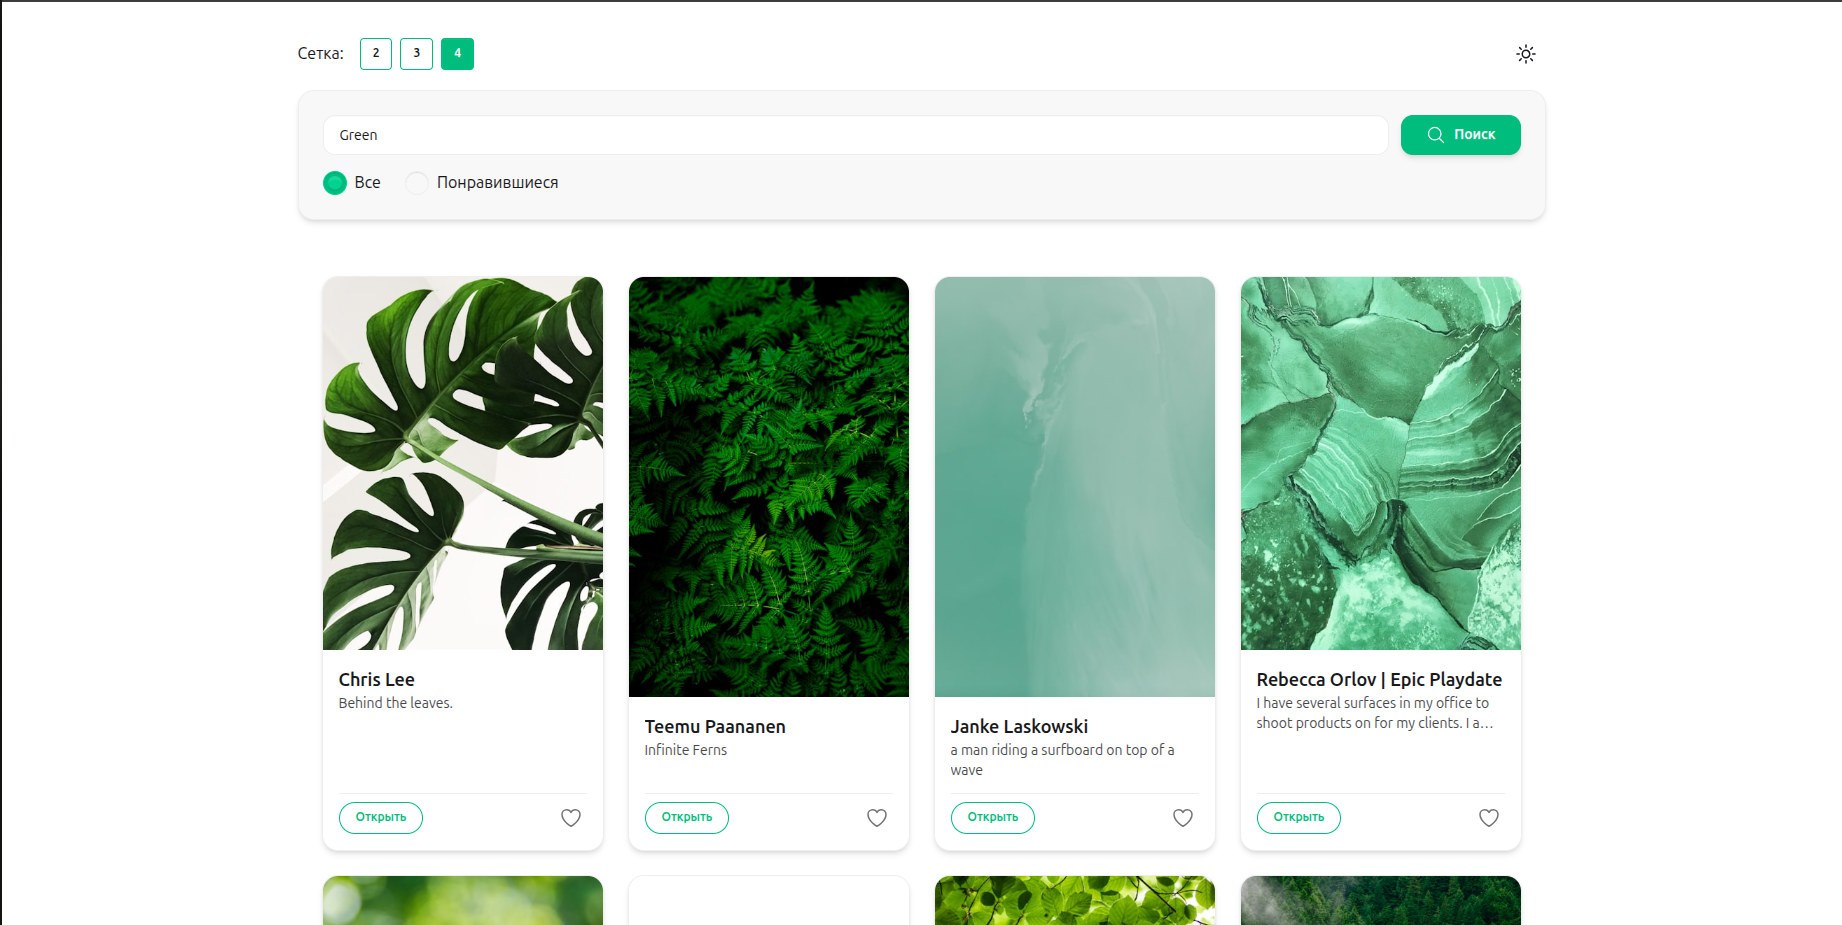 Сетка: 2 3 4
Green
Поиск
Все Понравившиеся
Chris Lee
Behind the leaves.
Открыть
Teemu Paananen
Infinite Ferns
Открыть
Janke Laskowski
a man riding a surfboard on top of a
wave
Открыть
Rebecca Orlov | Epic Playdate
I have several surfaces in my office to
shoot products on for my clients. I a...
Открыть